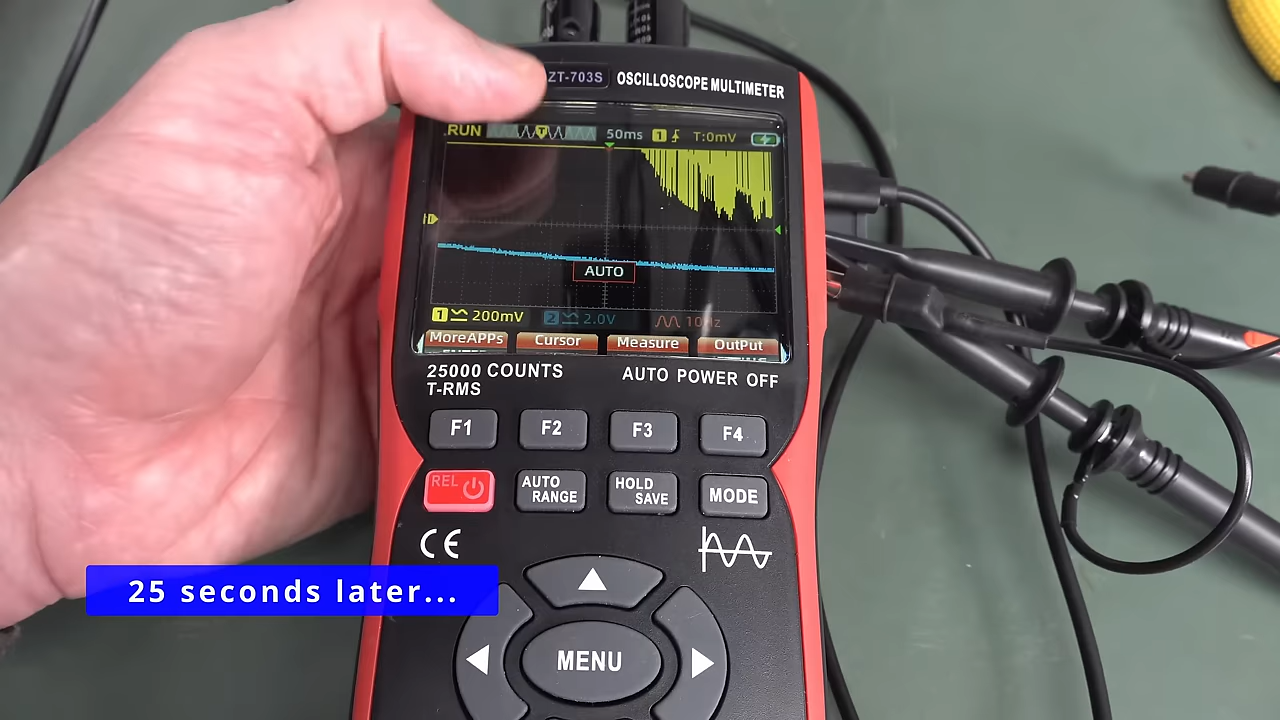 ZT-703S OSCILLOSCOPE MULTIMETER
RUN T 50ms 1 T:0mV
AUTO
1 200mV 2 2.0V
MoreAPPs Cursor Measure OutPut
25000 COUNTS
T-RMS
AUTO POWER OFF
F1 F2 F3 F4
REL
AUTO RANGE
HOLD SAVE
MODE
CE
25 seconds later...
MENU